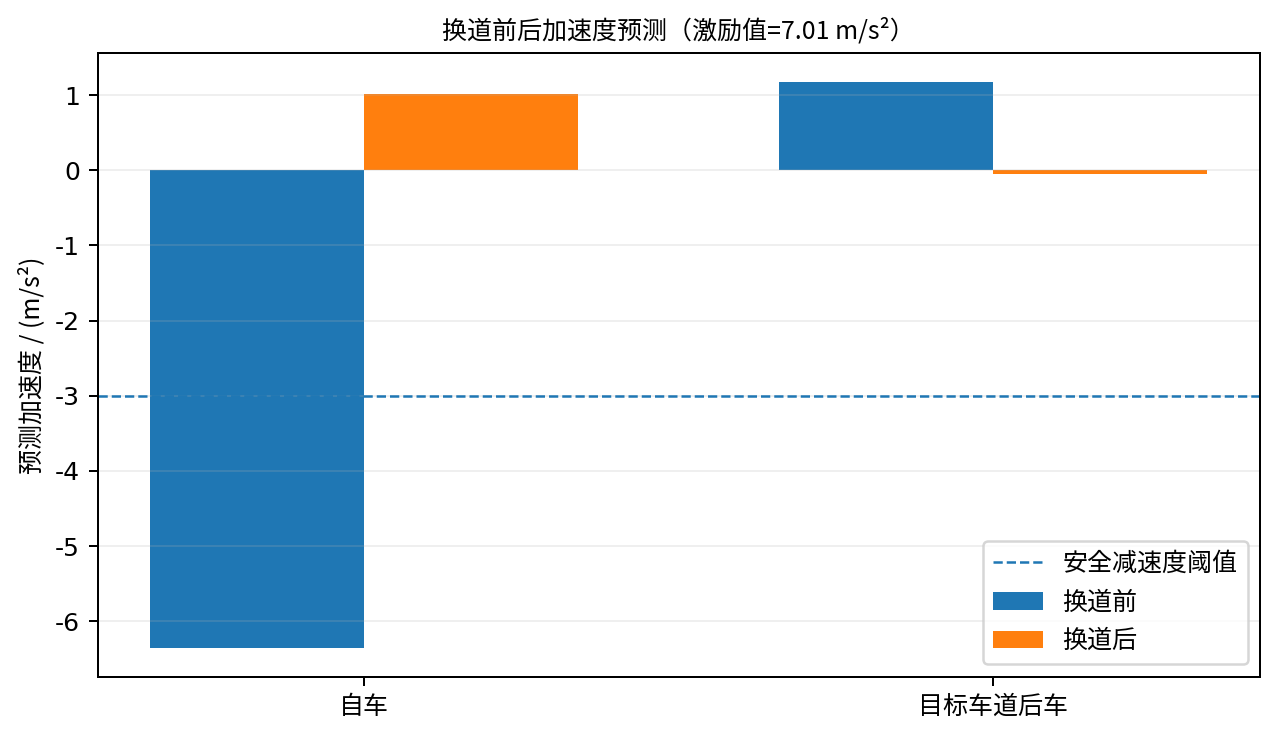 换道前后加速度预测（激励值=7.01 m/s²）
预测加速度 / (m/s²)
1
0
-1
-2
-3
-4
-5
-6
自车
目标车道后车
安全减速度阈值
换道前
换道后